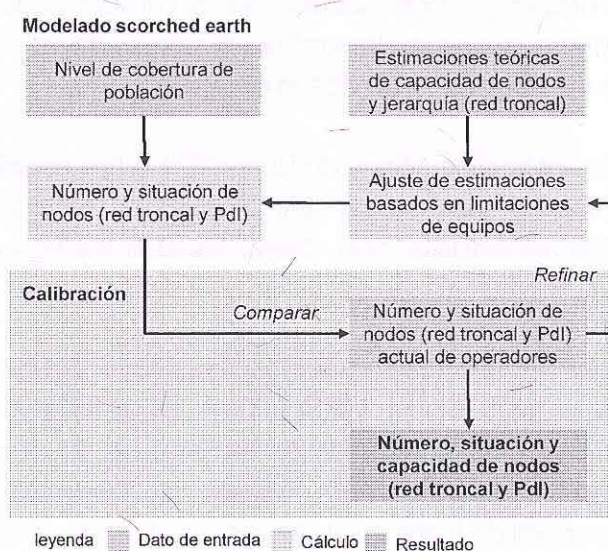 Modelado scorched earth
Nivel de cobertura de
población
Estimaciones teóricas
de capacidad de nodos
y jerarquía (red troncal)
Número y situación de
nodos (red troncal y PdI)
Ajuste de estimaciones
basados en limitaciones
de equipos
Refinar
Calibración
Comparar
Número y situación de
nodos (red troncal y PdI)
actual de operadores
Número, situación y
capacidad de nodos
(red troncal y PdI)
leyenda Dato de entrada Cálculo Resultado